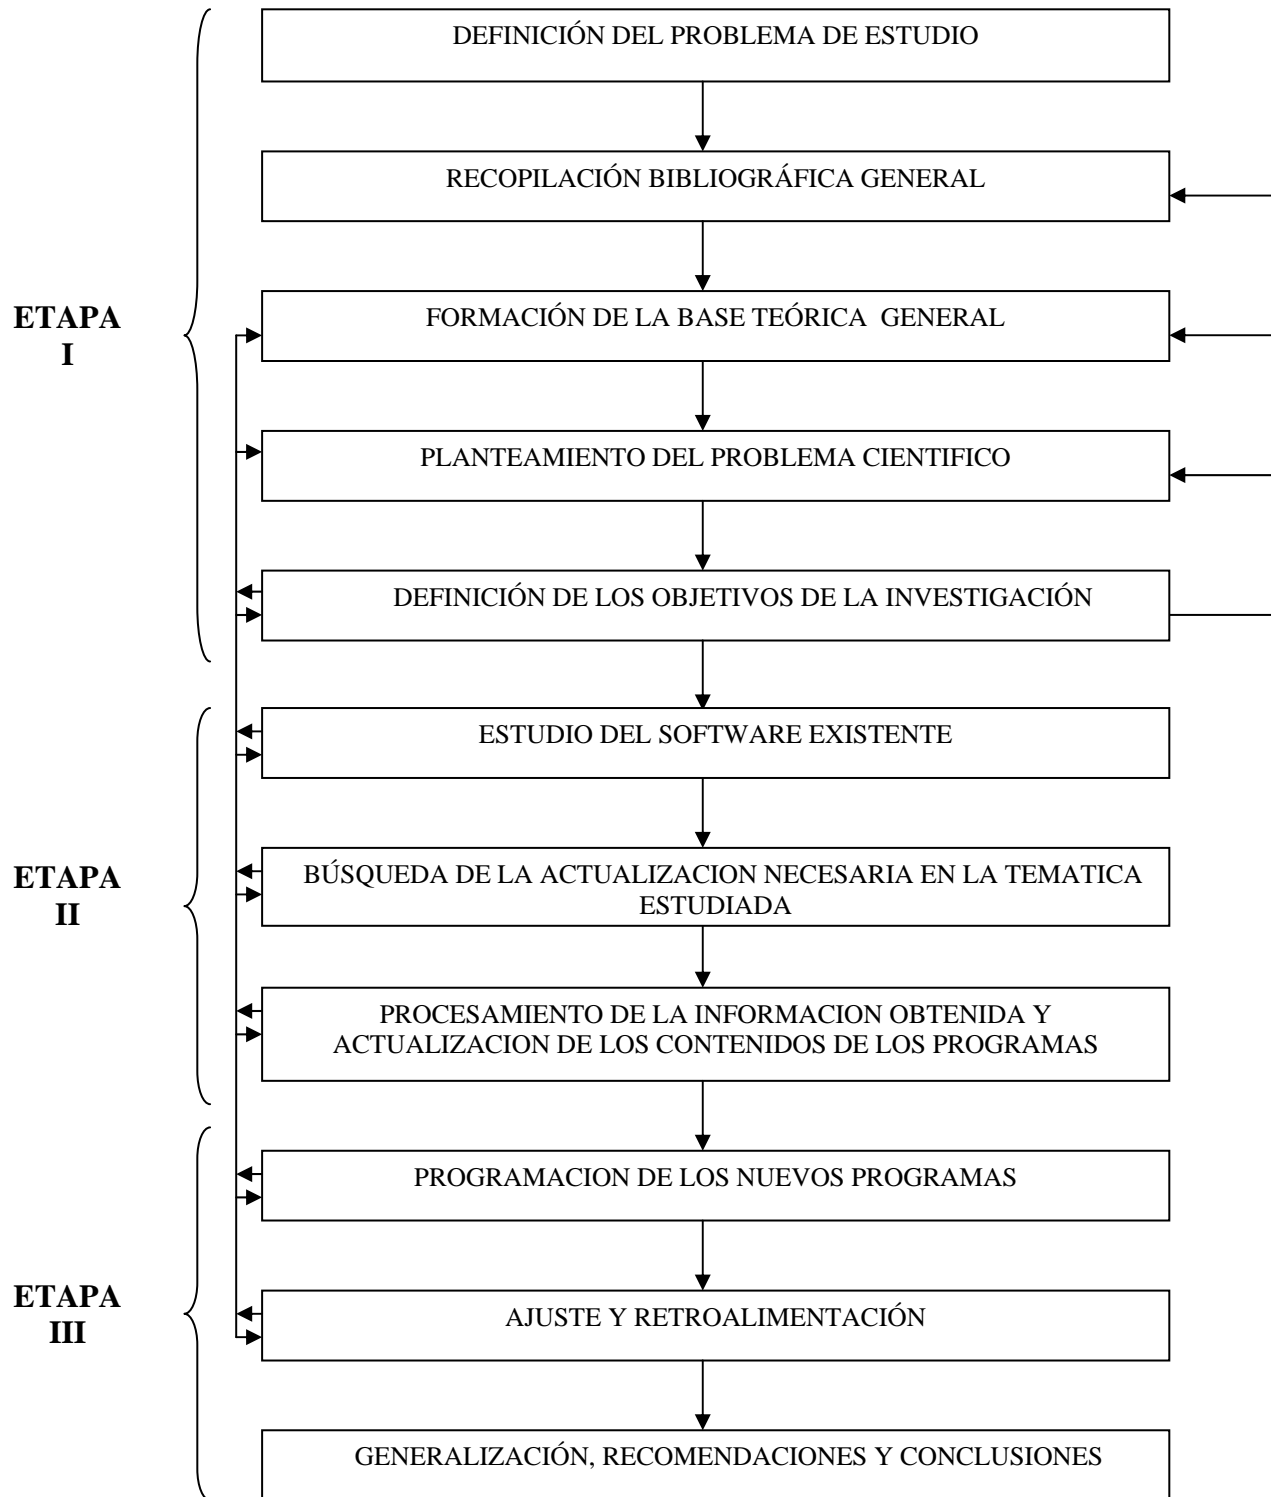 DEFINICIÓN DEL PROBLEMA DE ESTUDIO
RECOPILACIÓN BIBLIOGRÁFICA GENERAL
ETAPA
I
FORMACIÓN DE LA BASE TEÓRICA GENERAL
PLANTEAMIENTO DEL PROBLEMA CIENTIFICO
DEFINICIÓN DE LOS OBJETIVOS DE LA INVESTIGACIÓN
ESTUDIO DEL SOFTWARE EXISTENTE
ETAPA
II
BÚSQUEDA DE LA ACTUALIZACION NECESARIA EN LA TEMATICA
ESTUDIADA
PROCESAMIENTO DE LA INFORMACION OBTENIDA Y
ACTUALIZACION DE LOS CONTENIDOS DE LOS PROGRAMAS
PROGRAMACION DE LOS NUEVOS PROGRAMAS
ETAPA
III
AJUSTE Y RETROALIMENTACIÓN
GENERALIZACIÓN, RECOMENDACIONES Y CONCLUSIONES